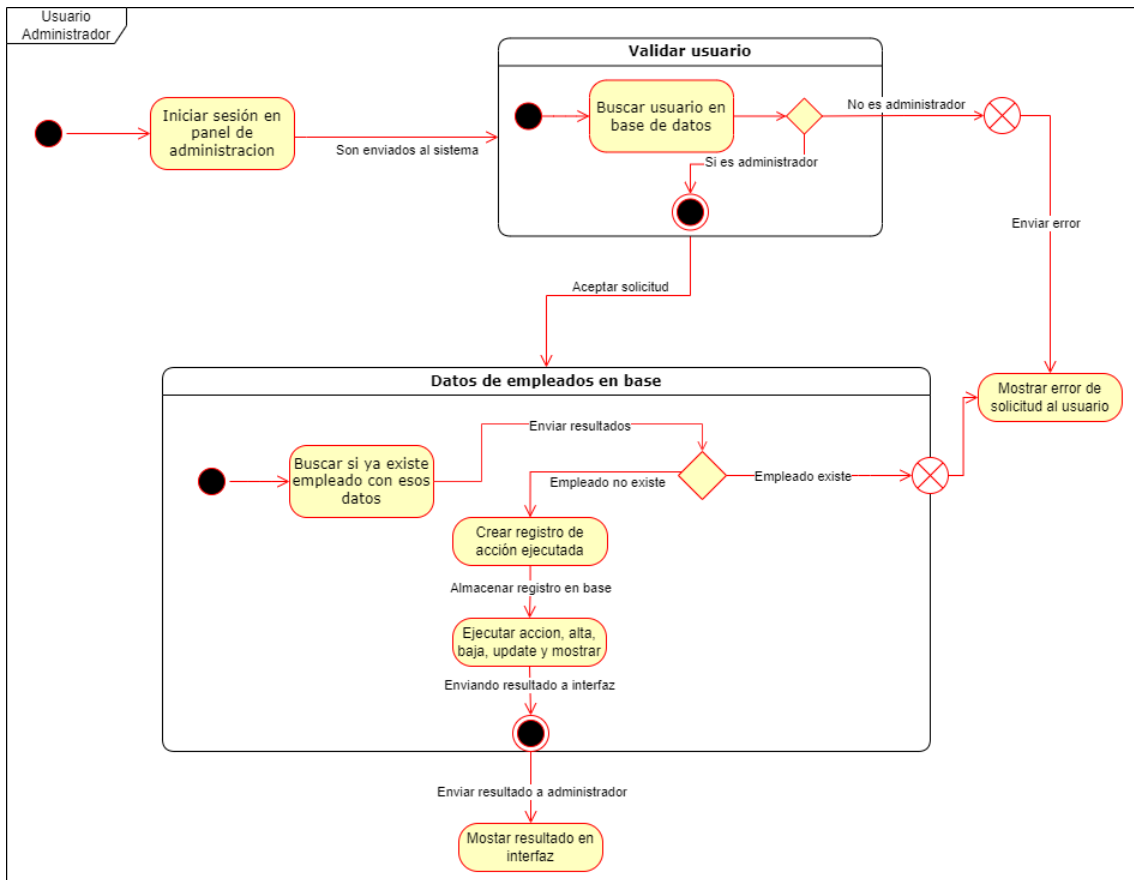 Usuario
Administrador
Validar usuario
Iniciar sesión en
panel de
administracion
Son enviados al sistema
Buscar usuario en
base de datos
No es administrador
Si es administrador
Enviar error
Aceptar solicitud
Datos de empleados en base
Mostrar error de
solicitud al usuario
Enviar resultados
Buscar si ya existe
empleado con esos
datos
Empleado no existe
Empleado existe
Crear registro de
acción ejecutada
Almacenar registro en base
Ejecutar accion, alta,
baja, update y mostrar
Enviando resultado a interfaz
Enviar resultado a administrador
Mostar resultado en
interfaz